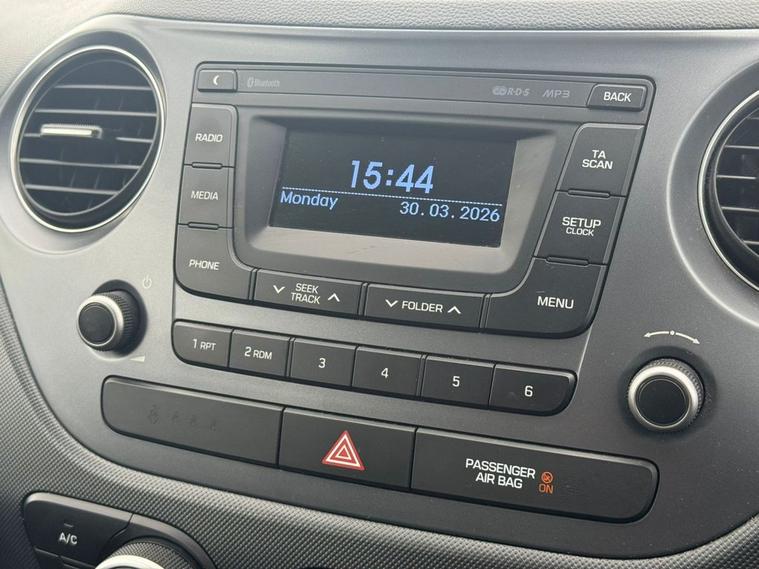 Bluetooth
R·D·S
MP3
BACK
RADIO
MEDIA
PHONE
15:44
Monday
30.03.2026
TA
SCAN
SETUP
CLOCK
MENU
SEEK
TRACK
FOLDER
1 RPT
2 RDM
3
4
5
6
PASSENGER
AIR BAG
ON
A/C